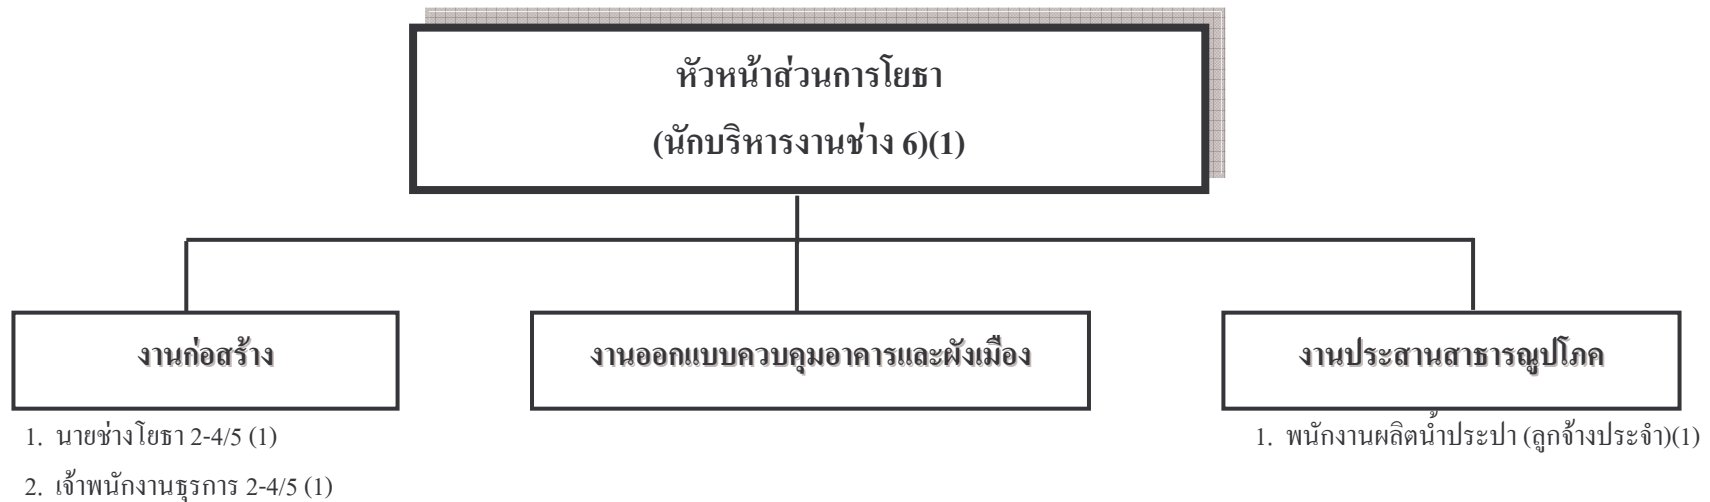 หัวหน้าส่วนการโยธา
(นักบริหารงานช่าง 6)(1)
งานก่อสร้าง
งานออกแบบควบคุมอาคารและผังเมือง
งานประสานสาธารณูปโภค
1. นายช่างโยธา 2-4/5 (1)
2. เจ้าพนักงานธุรการ 2-4/5 (1)
1. พนักงานผลิตน้ำประปา (ลูกจ้างประจำ)(1)